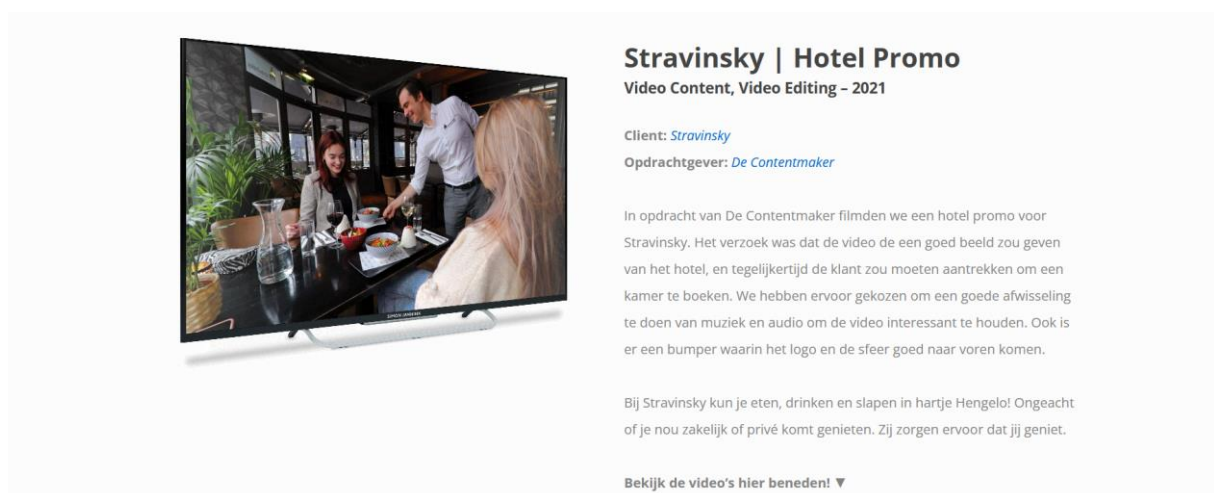 Stravinsky | Hotel Promo
Video Content, Video Editing – 2021
Client: Stravinsky
Opdrachtgever: De Contentmaker
In opdracht van De Contentmaker filmden we een hotel promo voor
Stravinsky. Het verzoek was dat de video de een goed beeld zou geven
van het hotel, en tegelijkertijd de klant zou moeten aantrekken om een
kamer te boeken. We hebben ervoor gekozen om een goede afwisseling
te doen van muziek en audio om de video interessant te houden. Ook is
er een bumper waarin het logo en de sfeer goed naar voren komen.
Bij Stravinsky kun je eten, drinken en slapen in hartje Hengelo! Ongeacht
of je nou zakelijk of privé komt genieten. Zij zorgen ervoor dat jij geniet.
Bekijk de video's hier beneden! ▼